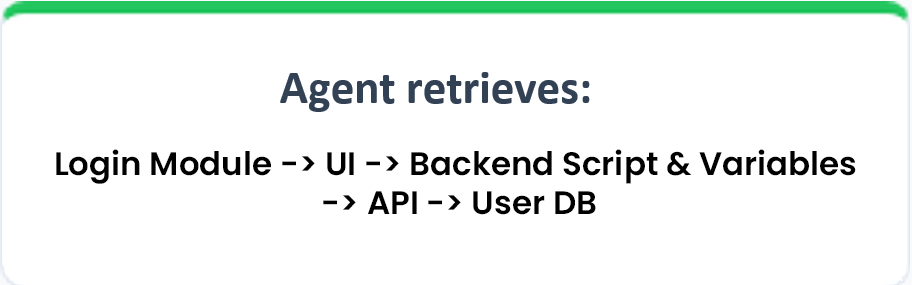 Agent retrieves:
Login Module -> UI -> Backend Script & Variables
-> API -> User DB